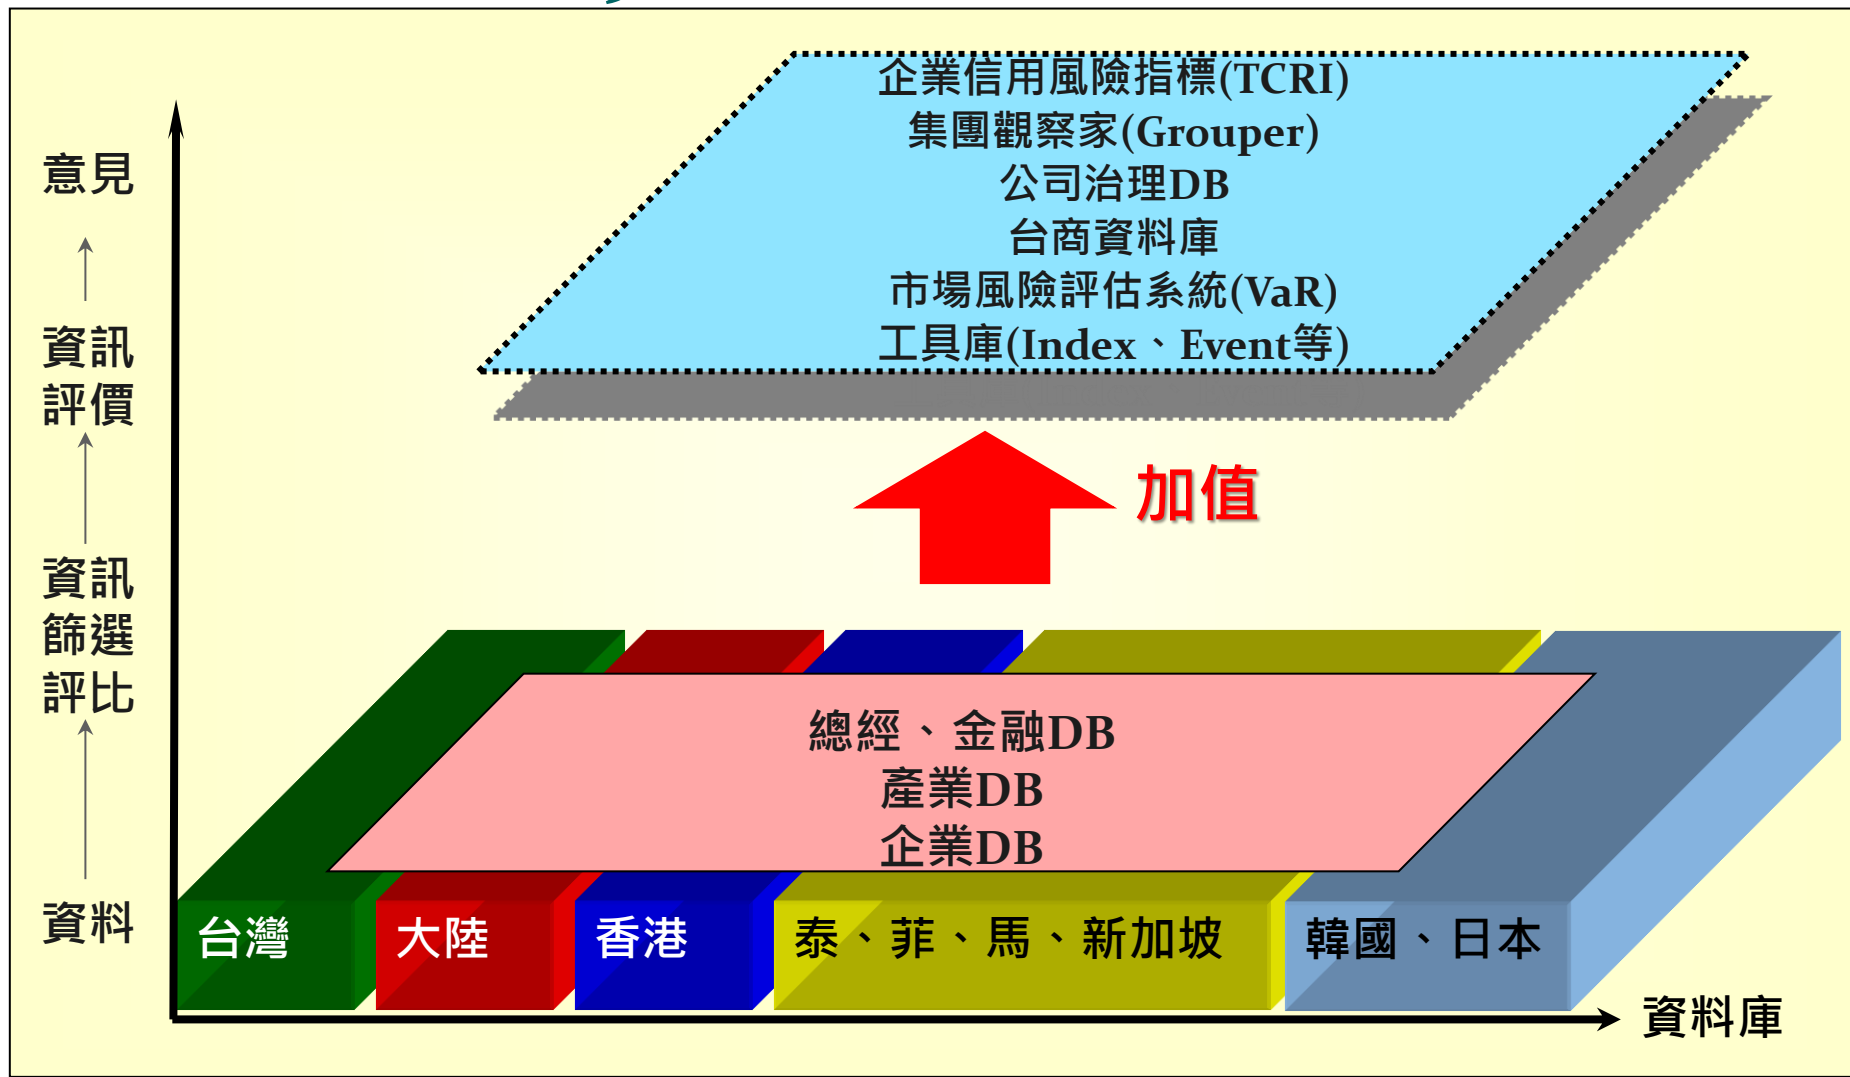 企業信用風險指標(TCRI)
集團觀察家(Grouper)
公司治理DB
台商資料庫
市場風險評估系統(VaR)
工具庫(Index、Event等)
意見
資訊
評價
資訊
篩選
評比
資料
加值
總經、金融DB
產業DB
企業DB
台灣
大陸
香港
泰、菲、馬、新加坡
韓國、日本
資料庫